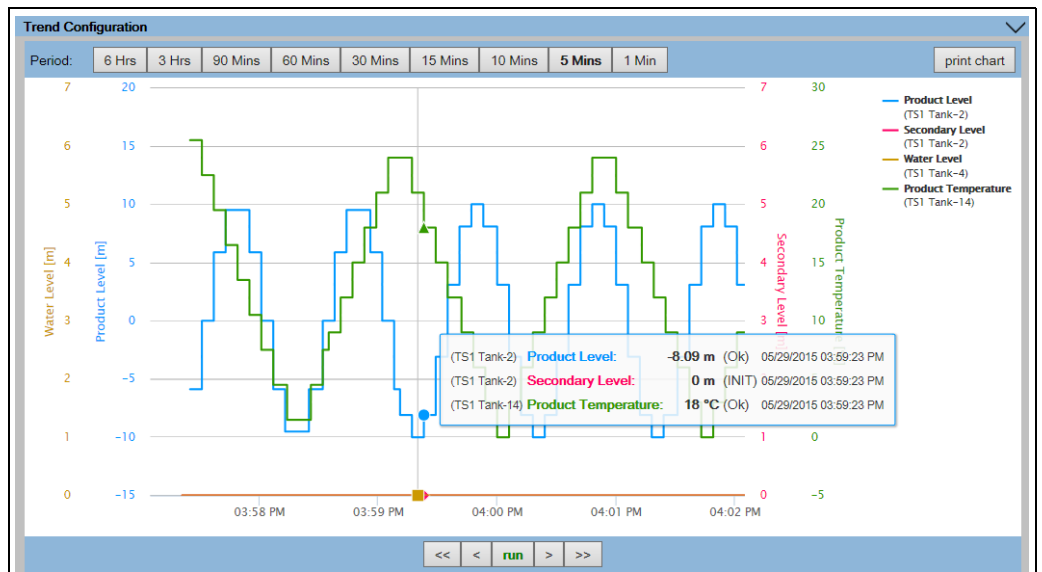 Trend Configuration
Period: 6 Hrs 3 Hrs 90 Mins 60 Mins 30 Mins 15 Mins 10 Mins 5 Mins 1 Min print chart
7 20 7 30
6 15 6 25
5 10 5 20
4 5 4 15
3 0 3 10
2 -5 2
1 -10 1 0
0 -15 0 -5
Water Level [m]
Product Level [m]
Secondary Level [m]
Product Temperature
Product Level
(TS1 Tank-2)
Secondary Level
(TS1 Tank-2)
Water Level
(TS1 Tank-4)
Product Temperature
(TS1 Tank-14)
(TS1 Tank-2) Product Level: -8.09 m (Ok) 05/29/2015 03:59:23 PM
(TS1 Tank-2) Secondary Level: 0 m (INIT) 05/29/2015 03:59:23 PM
(TS1 Tank-14) Product Temperature: 18 °C (Ok) 05/29/2015 03:59:23 PM
03:58 PM 03:59 PM 04:00 PM 04:01 PM 04:02 PM
<< < run > >>